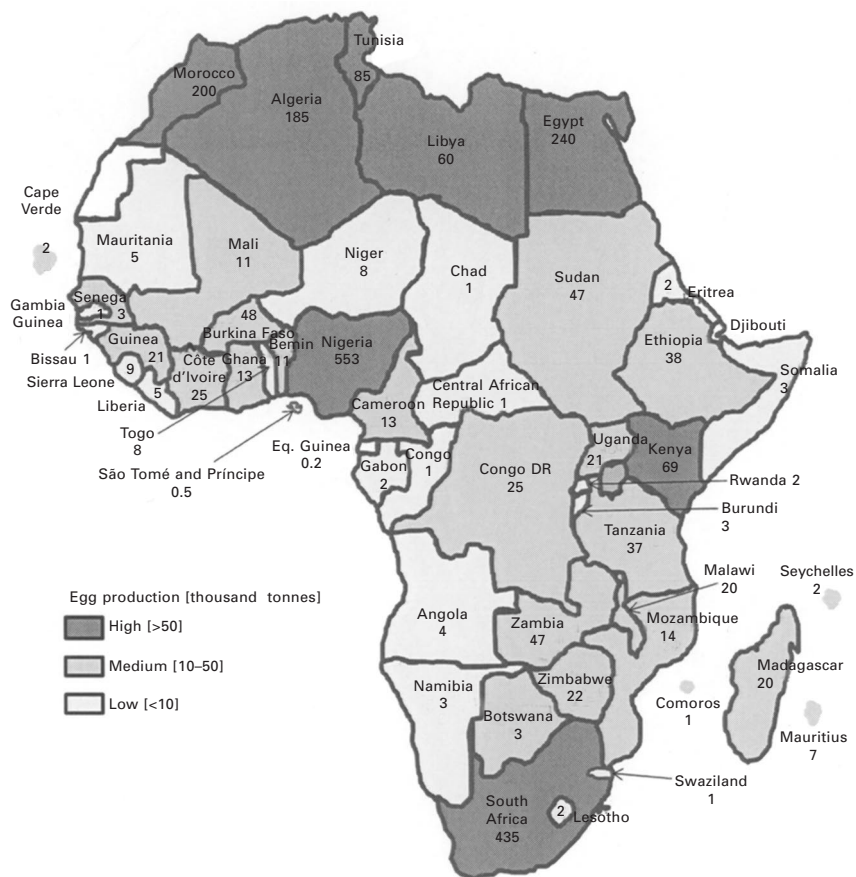 Tunisia
85
Morocco
200
Algeria
185
Libya
60
Egypt
240
Cape
Verde
2
Mauritania
5
Mali
11
Niger
8
Chad
1
Sudan
47
2
Eritrea
Djibouti
Senega
1 3
Gambia
Guinea
Bissau 1
Guinea
21
Sierra Leone
9
Liberia
5
Côte
d'Ivoire
25
48
Burkina Faso
Ghana
13
Bemin
11
Togo
8
Nigeria
553
Ethiopia
38
Somalia
3
Central African
Republic 1
Cameroon
13
Eq. Guinea
0.2
São Tomé and Príncipe
0.5
Gabon
2
Congo
1
Congo DR
25
Uganda
21
Kenya
69
Rwanda 2
Burundi
3
Tanzania
37
Malawi
20
Seychelles
2
Angola
4
Zambia
47
Mozambique
14
Madagascar
20
Comoros
1
Mauritius
7
Namibia
3
Botswana
3
Zimbabwe
22
Swaziland
1
South
Africa
435
2
Lesotho
Egg production [thousand tonnes]
High [>50]
Medium [10–50]
Low [<10]